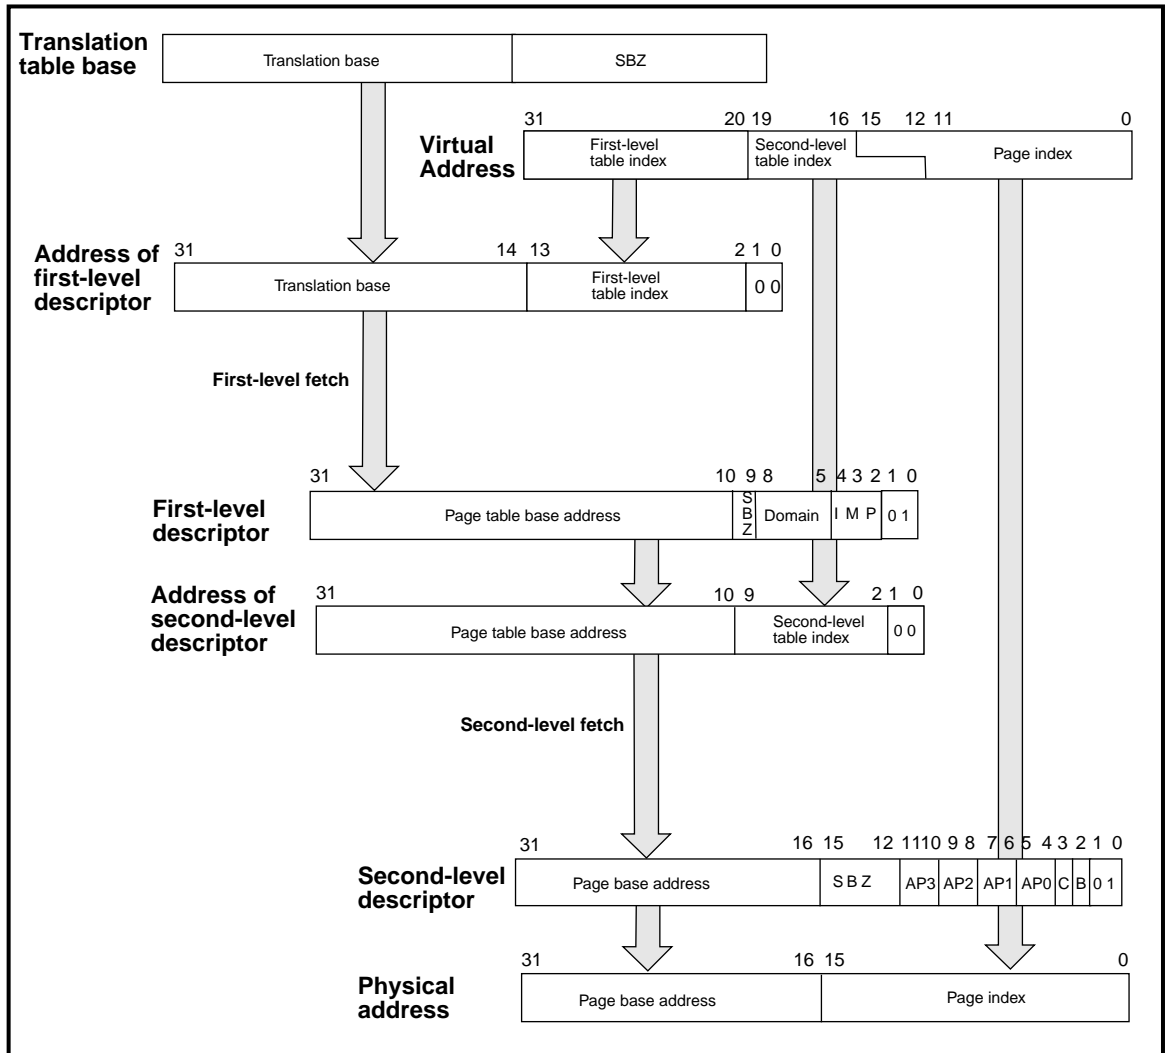 Translation
table base
Translation base
SBZ
31 20 19 16 15 12 11 0
Virtual
Address
First-level
table index
Second-level
table index
Page index
Address of
first-level
descriptor
31 14 13 2 1 0
Translation base
First-level
table index
0 0
First-level fetch
31 10 9 8 5 4 3 2 1 0
First-level
descriptor
Page table base address
S
B
Z
Domain
I M P
0 1
Address of
second-level
descriptor
31 10 9 2 1 0
Page table base address
Second-level
table index
0 0
Second-level fetch
31 16 15 12 11 10 9 8 7 6 5 4 3 2 1 0
Second-level
descriptor
Page base address
S B Z
AP3 AP2 AP1 AP0 C B 0 1
Physical
address
31 16 15 0
Page base address
Page index